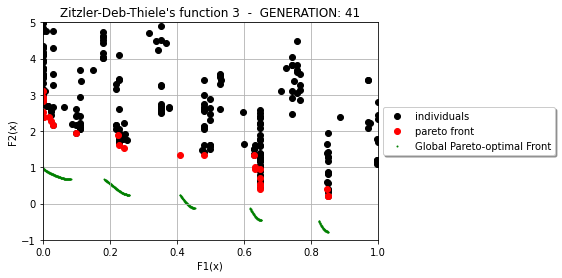 Zitzler-Deb-Thiele's function 3 - GENERATION: 41
5
4
3
2
1
0
−1
F2(x)
0.0 0.2 0.4 0.6 0.8 1.0
F1(x)
individuals
pareto front
Global Pareto-optimal Front